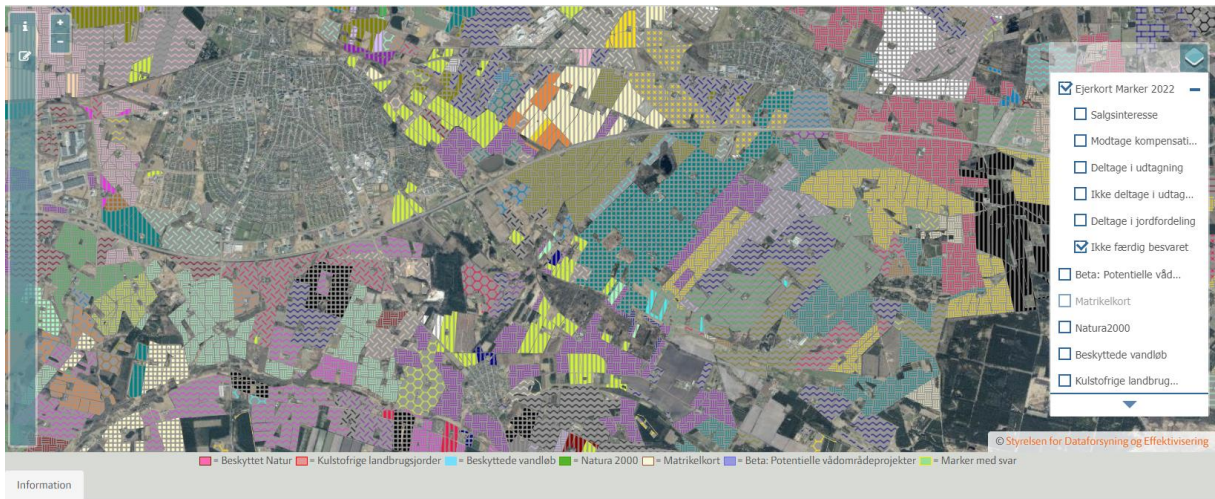 i
+
−
Ejerkort Marker 2022 −
Salgsinteresse
Modtage kompensati...
Deltage i udtagning
Ikke deltage i udtag...
Deltage i jordfordeling
Ikke færdig besvaret
Beta: Potentielle våd...
Matrikelkort
Natura2000
Beskyttede vandløb
Kulstofrige landbrug...
© Styrelsen for Dataforsyning og Effektivisering
= Beskyttet Natur = Kulstofrige landbrugsjorder = Beskyttede vandløb = Natura 2000 = Matrikelkort = Beta: Potentielle vådområdeprojekter = Marker med svar
Information